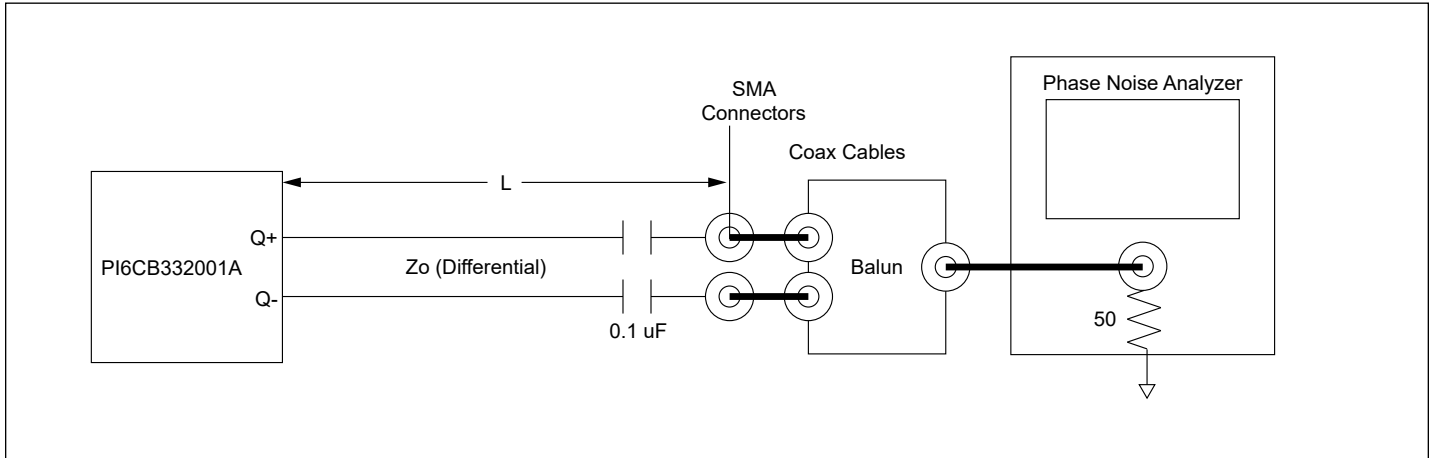 Phase Noise Analyzer
SMA
Connectors
Coax Cables
L
Q+
PI6CB332001A
Zo (Differential)
Balun
Q-
0.1 uF
50